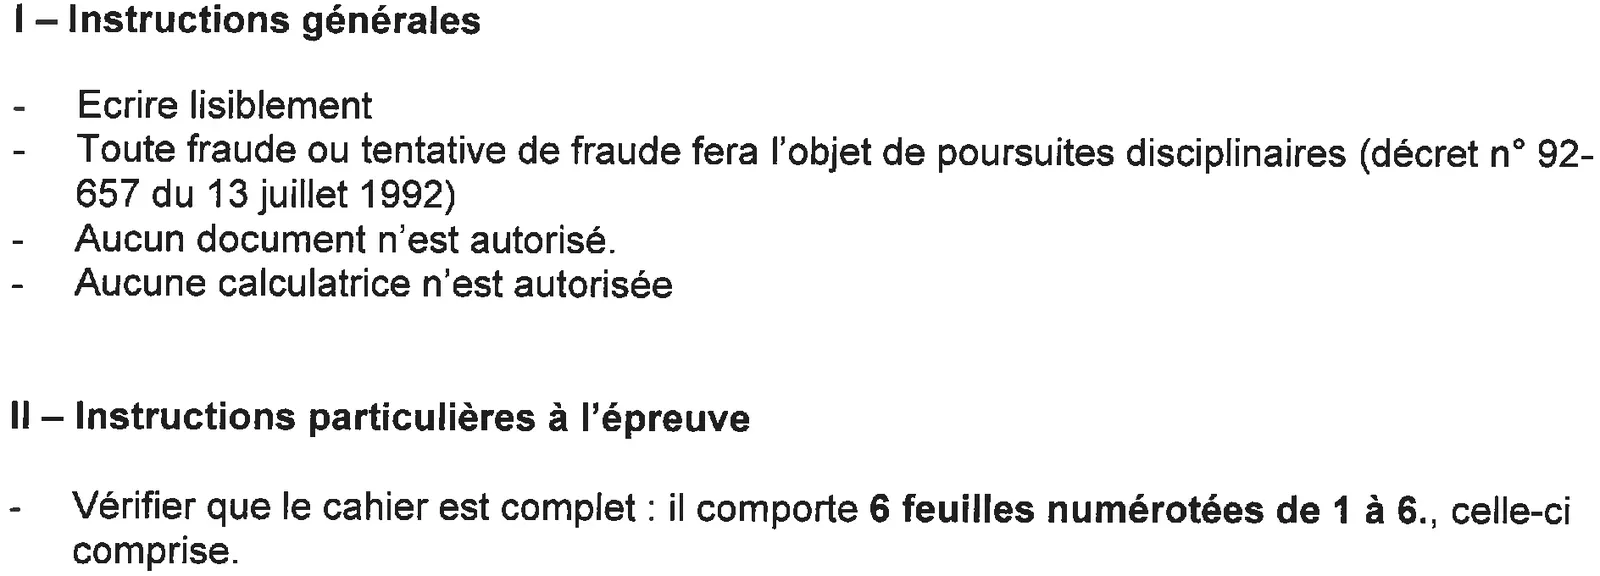 I – Instructions générales
- Ecrire lisiblement
- Toute fraude ou tentative de fraude fera l'objet de poursuites disciplinaires (décret n° 92-
657 du 13 juillet 1992)
- Aucun document n'est autorisé.
- Aucune calculatrice n'est autorisée
II – Instructions particulières à l'épreuve
- Vérifier que le cahier est complet : il comporte 6 feuilles numérotées de 1 à 6., celle-ci
comprise.